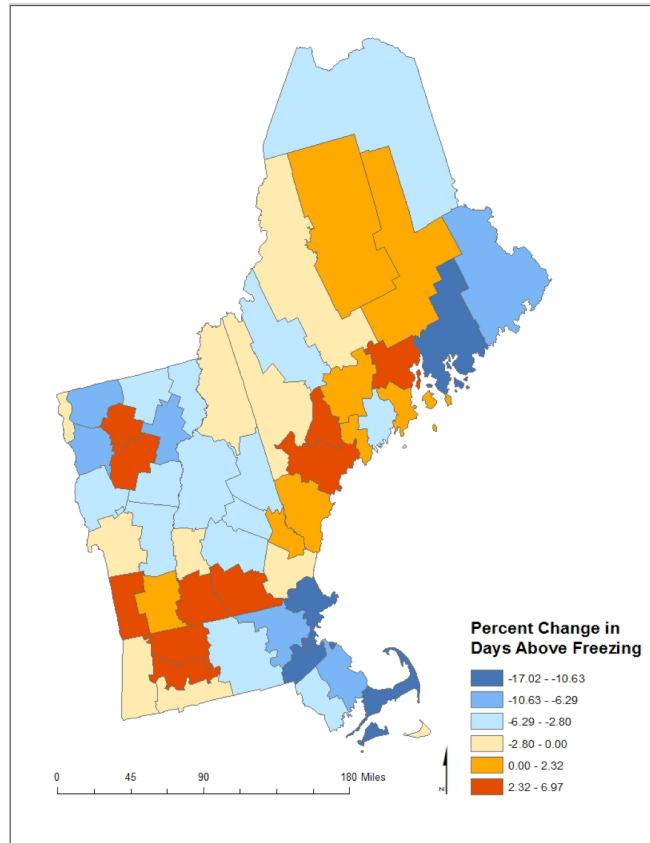 Percent Change in
Days Above Freezing
-17.02 - -10.63
-10.63 - -6.29
-6.29 - -2.80
-2.80 - 0.00
0.00 - 2.32
2.32 - 6.97
0 45 90 180 Miles
N